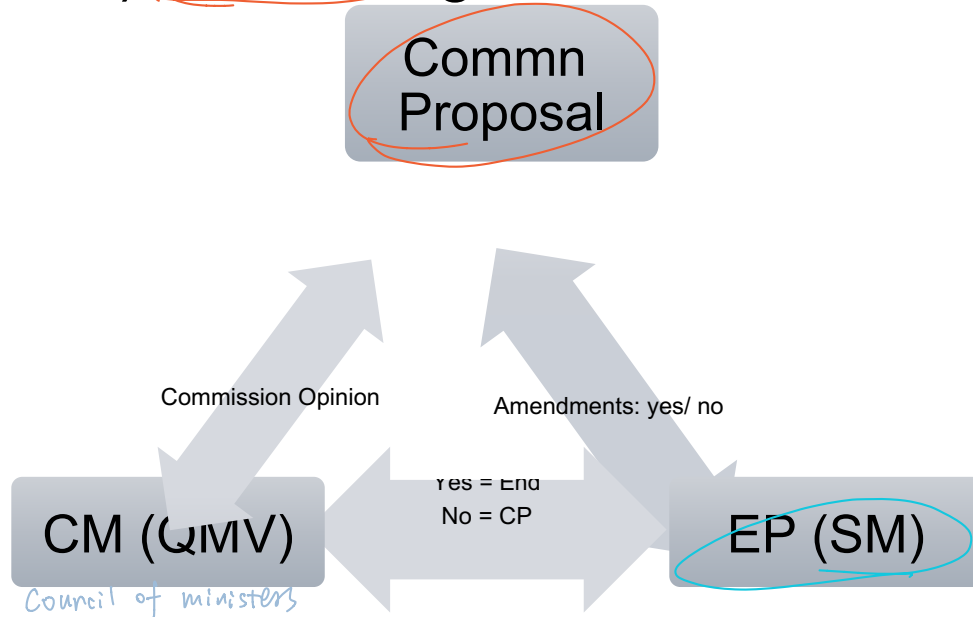 Commn
Proposal
Commission Opinion
Amendments: yes/ no
Yes = End
No = CP
CM (QMV)
EP (SM)
Council of ministers